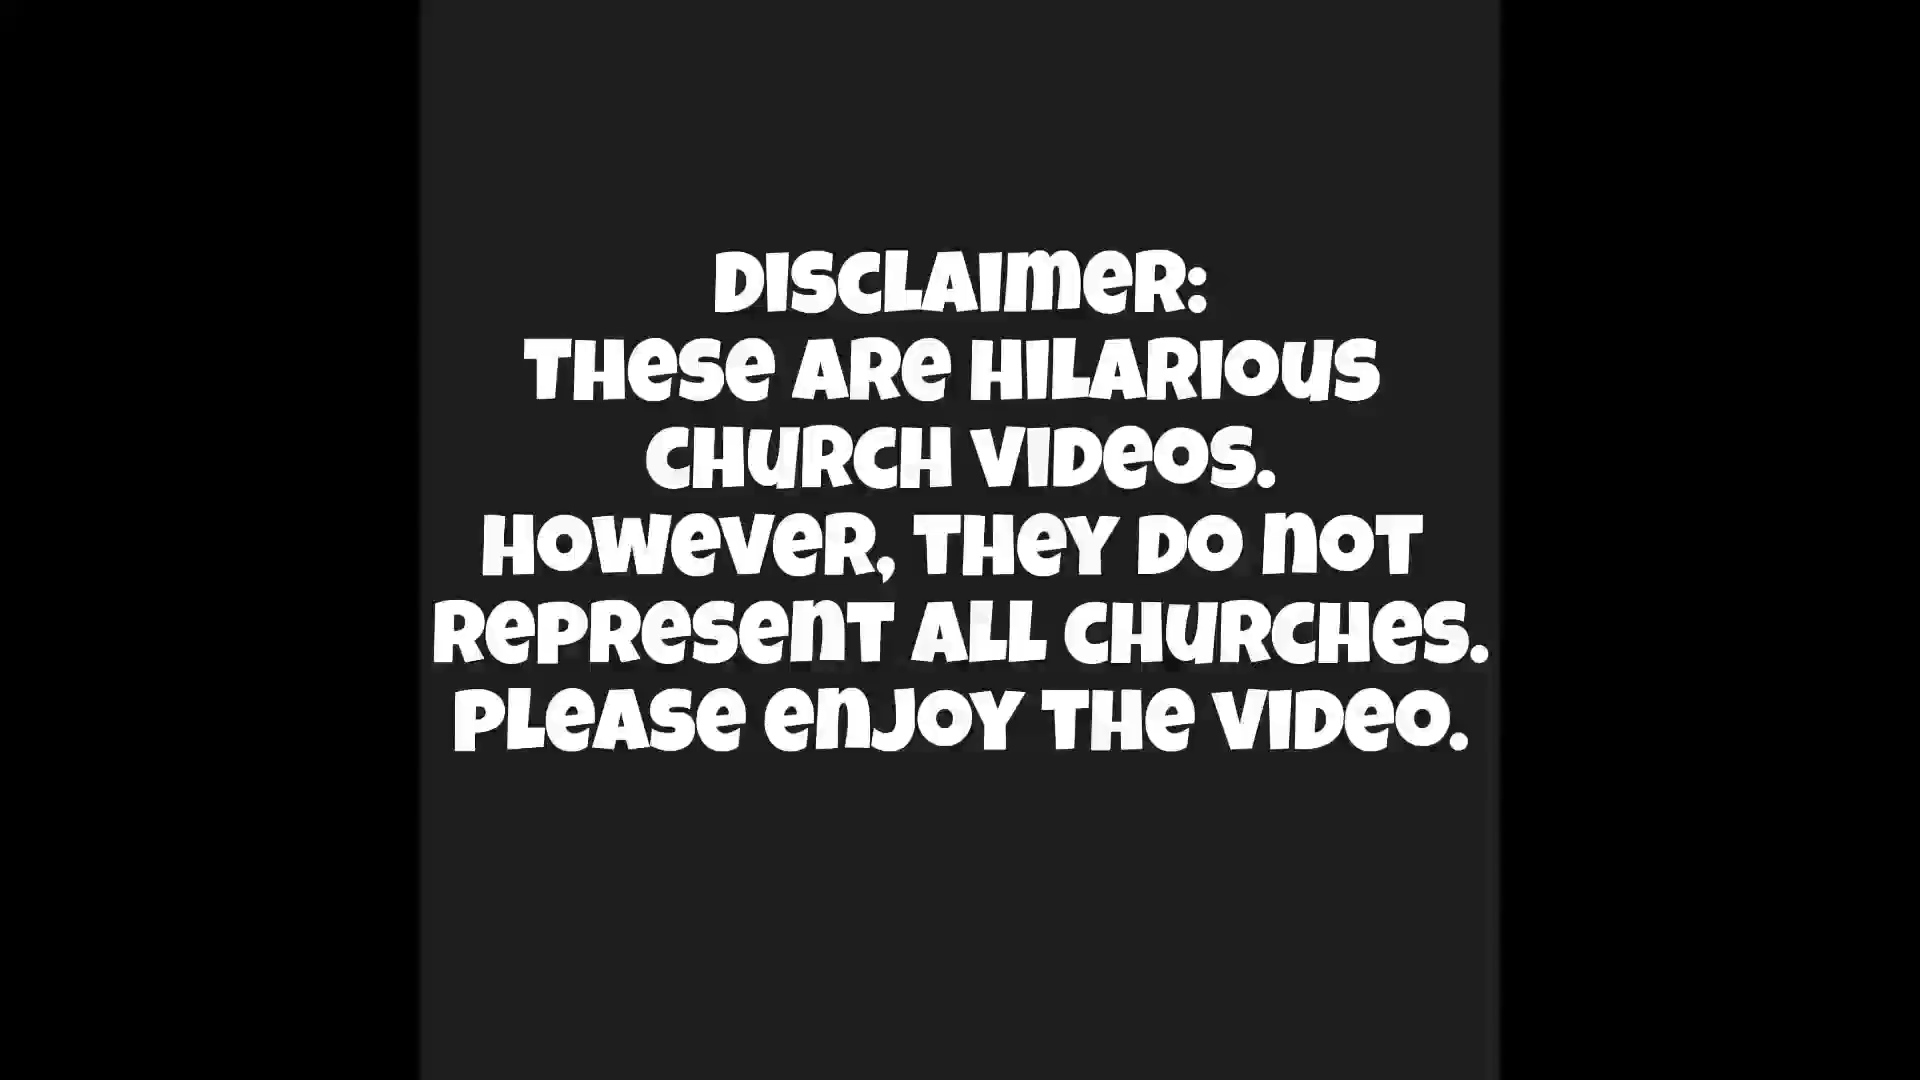 DISCLAIMER:
THESE ARE HILARIOUS
CHURCH VIDEOS.
HOWEVER, THEY DO NOT
REPRESENT ALL CHURCHES.
PLEASE ENJOY THE VIDEO.